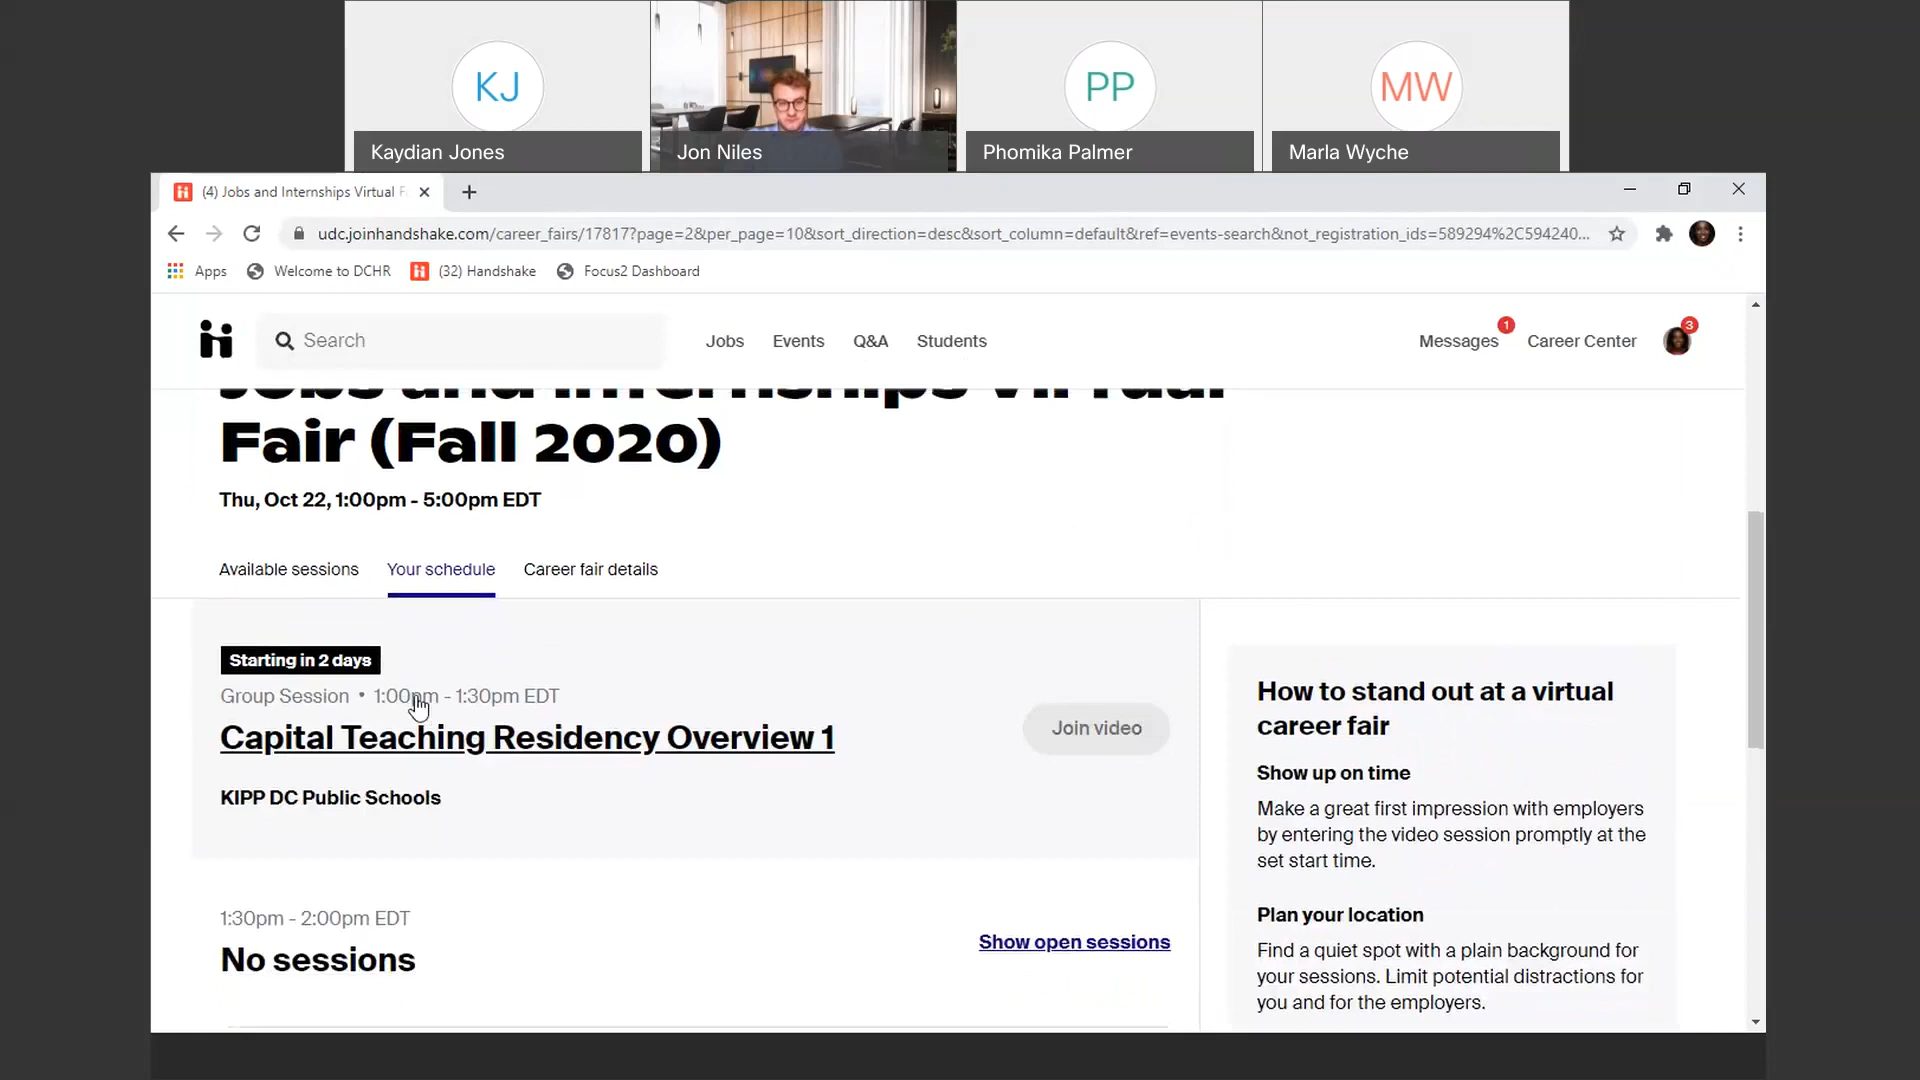 KJ
PP
MW
Kaydian Jones
Jon Niles
Phomika Palmer
Marla Wyche
(4) Jobs and Internships Virtual F
udc.joinhandshake.com/career_fairs/17817?page=2&per_page=10&sort_direction=desc&sort_column=default&ref=events-search&not_registration_ids=589294%2C594240...
Apps
Welcome to DCHR
(32) Handshake
Focus2 Dashboard
Search
Jobs
Events
Q&A
Students
Messages
1
Career Center
3
Jobs and Internships Virtual
Fair (Fall 2020)
Thu, Oct 22, 1:00pm - 5:00pm EDT
Available sessions
Your schedule
Career fair details
Starting in 2 days
Group Session • 1:00pm - 1:30pm EDT
Capital Teaching Residency Overview 1
Join video
KIPP DC Public Schools
1:30pm - 2:00pm EDT
No sessions
Show open sessions
How to stand out at a virtual
career fair
Show up on time
Make a great first impression with employers
by entering the video session promptly at the
set start time.
Plan your location
Find a quiet spot with a plain background for
your sessions. Limit potential distractions for
you and for the employers.